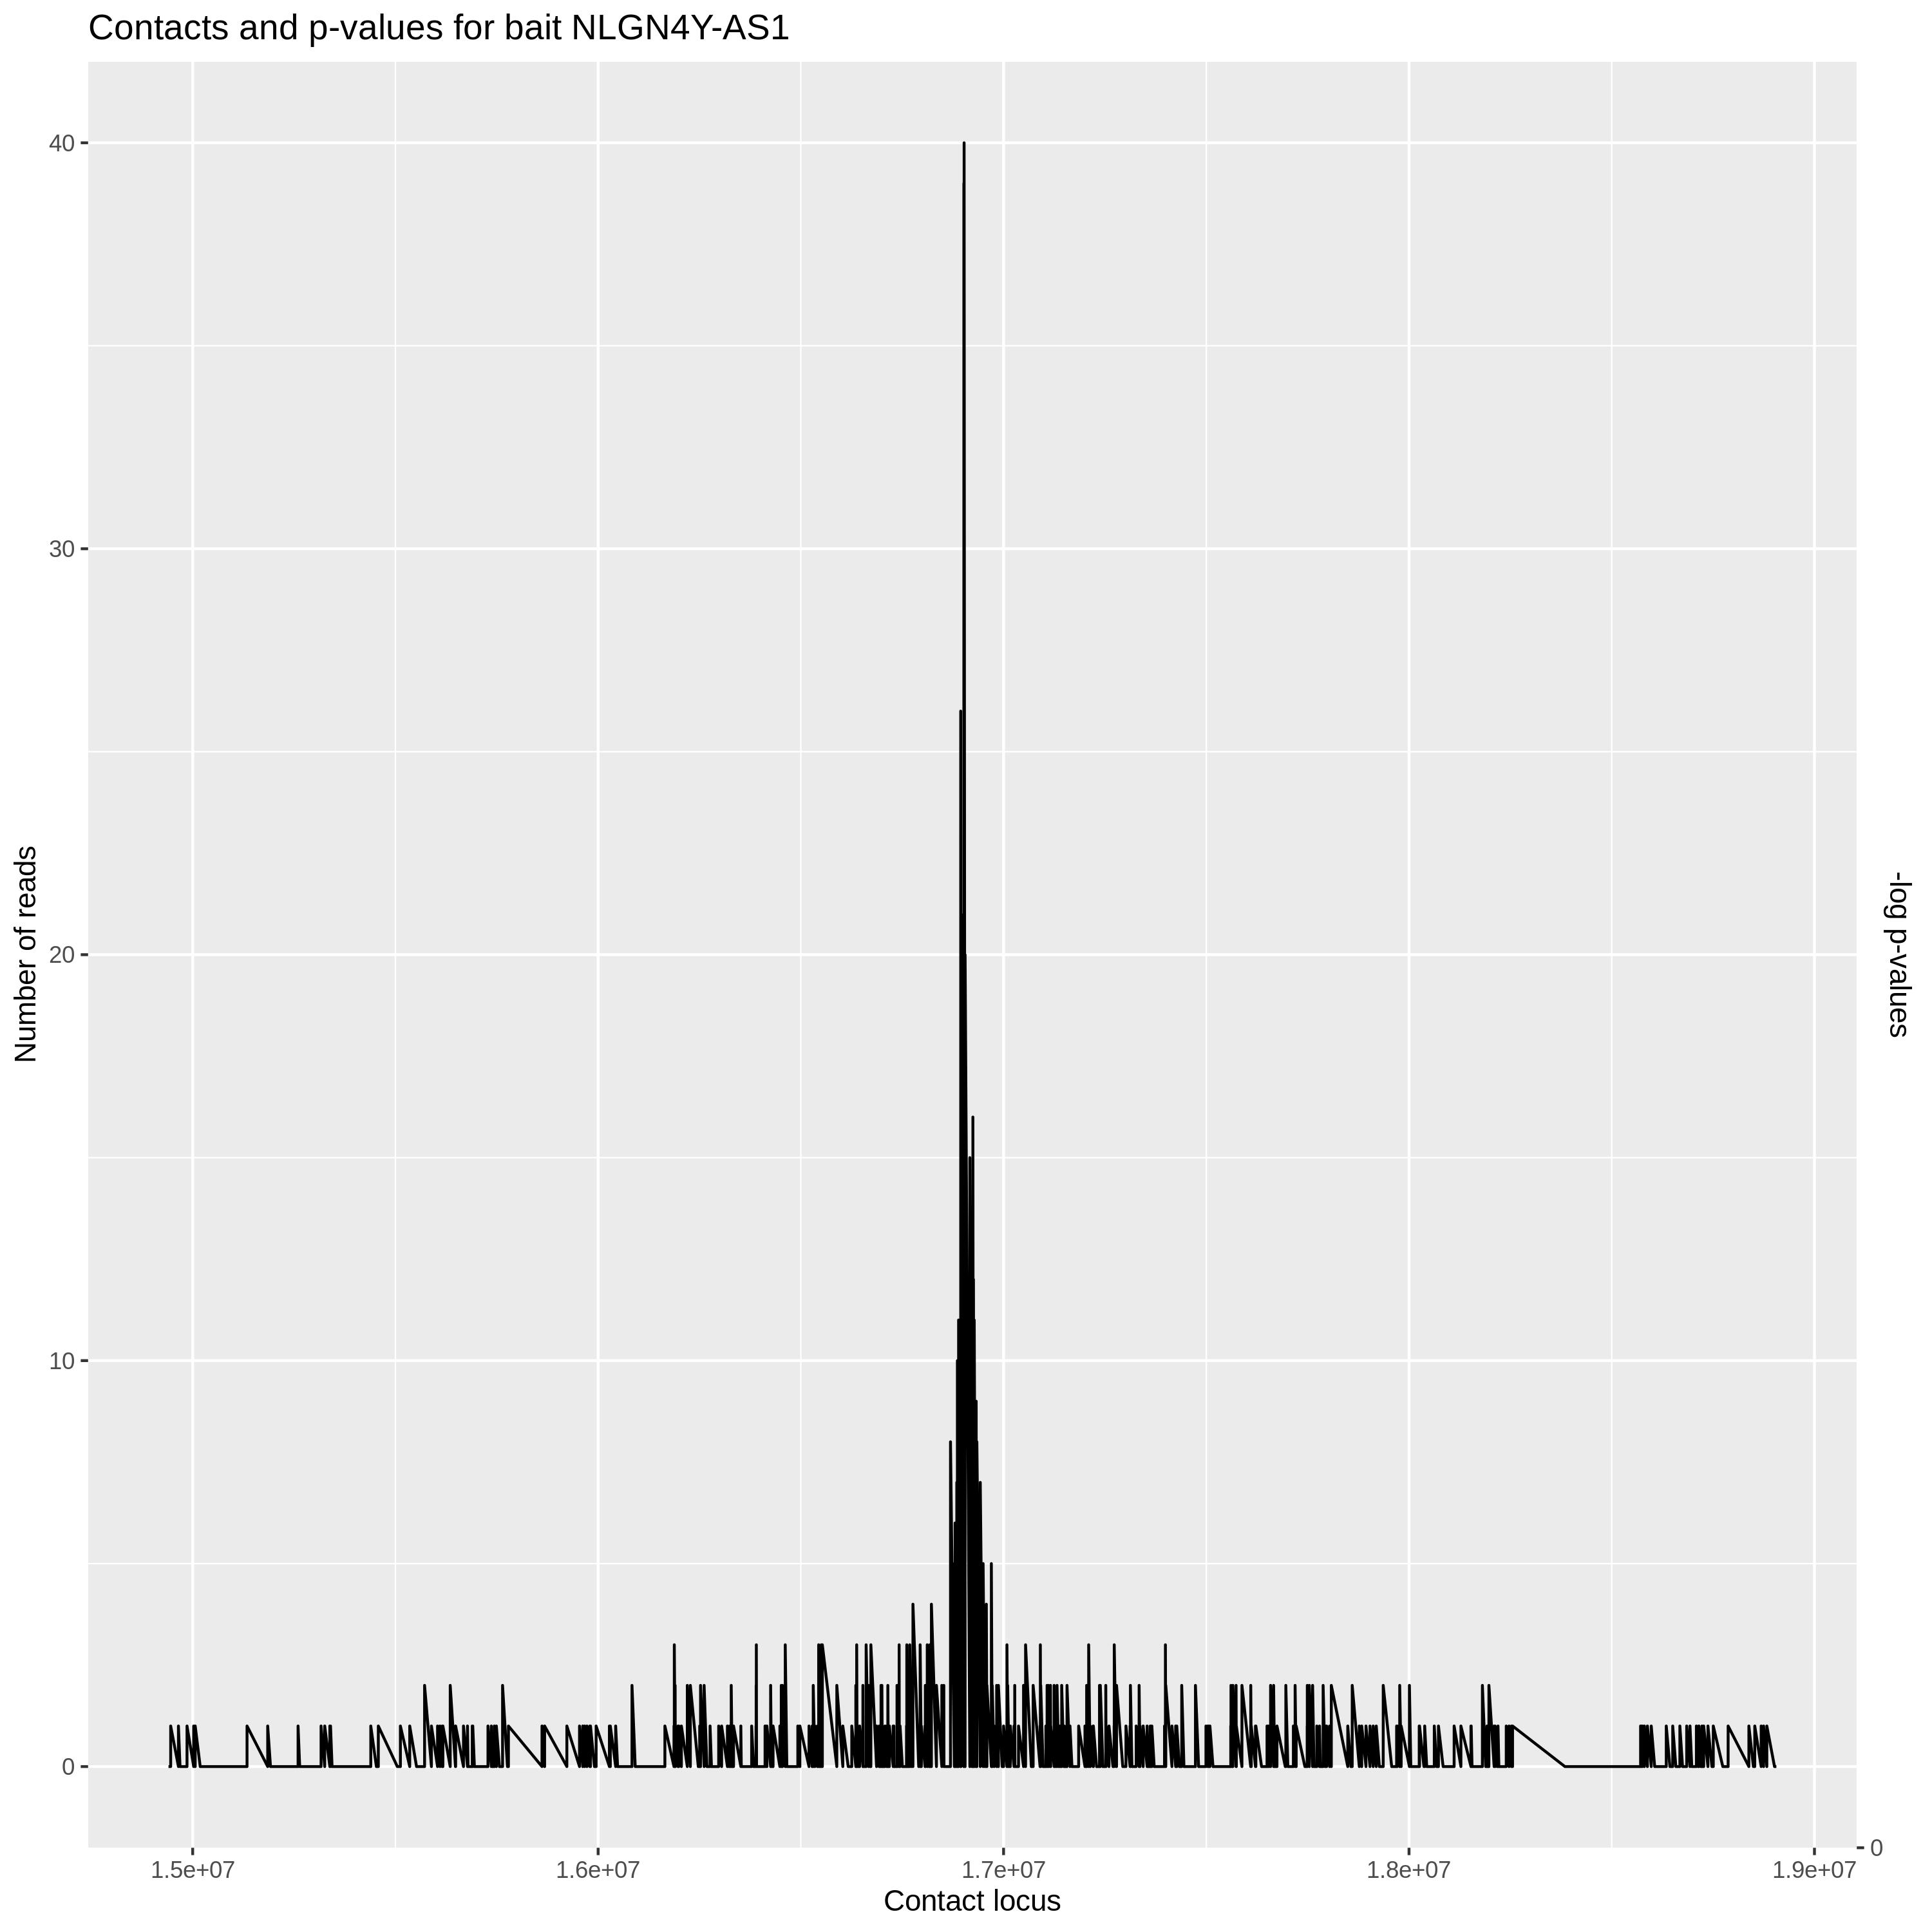 Contacts and p-values for bait NLGN4Y-AS1
40
30
20
10
0
Number of reads
-log p-values
0
1.5e+07
1.6e+07
1.7e+07
1.8e+07
1.9e+07
Contact locus